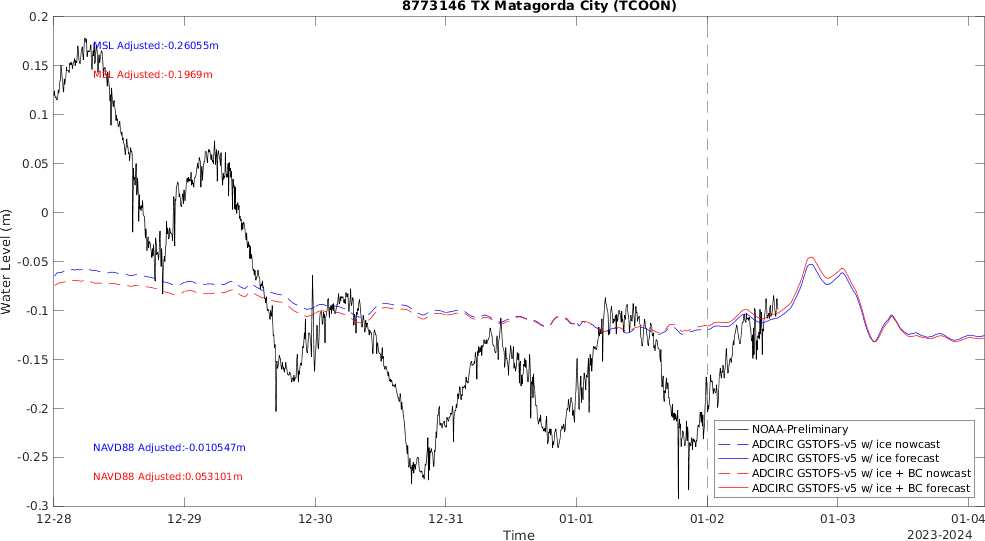 8773146 TX Matagorda City (TCOON)
0.2
0.15
0.1
0.05
0
-0.05
-0.1
-0.15
-0.2
-0.25
-0.3
Water Level (m)
MSL Adjusted:-0.26055m
MSL Adjusted:-0.1969m
NAVD88 Adjusted:-0.010547m
NAVD88 Adjusted:0.053101m
NOAA-Preliminary
ADCIRC GSTOFS-v5 w/ ice nowcast
ADCIRC GSTOFS-v5 w/ ice forecast
ADCIRC GSTOFS-v5 w/ ice + BC nowcast
ADCIRC GSTOFS-v5 w/ ice + BC forecast
12-28 12-29 12-30 12-31 01-01 01-02 01-03 01-04
Time
2023-2024